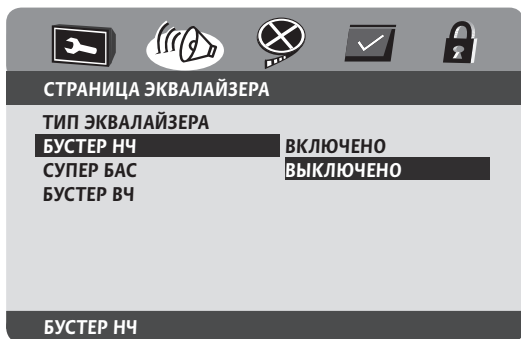 СТРАНИЦА ЭКВАЛАЙЗЕРА
ТИП ЭКВАЛАЙЗЕРА
БУСТЕР НЧ ВКЛЮЧЕНО
СУПЕР БАС ВЫКЛЮЧЕНО
БУСТЕР ВЧ
БУСТЕР НЧ